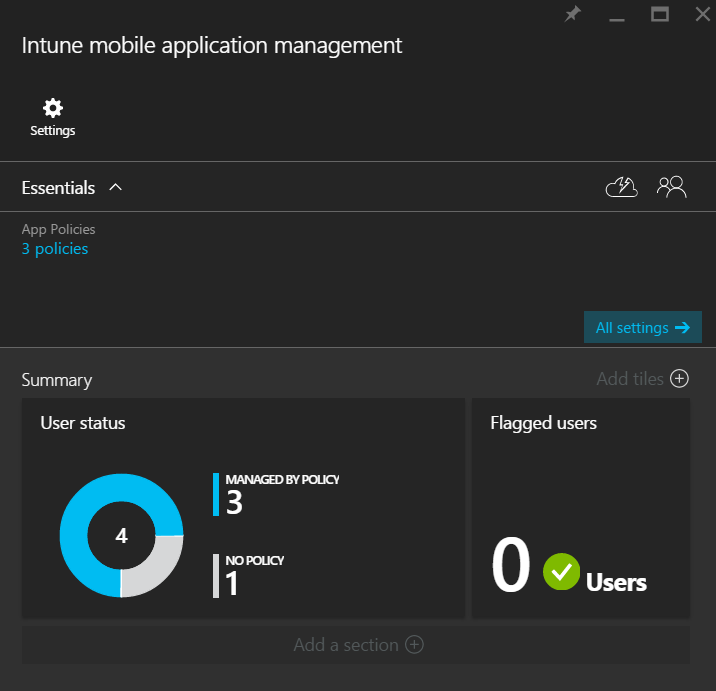 Intune mobile application management
Settings
Essentials
App Policies
3 policies
All settings
Summary
Add tiles
User status
Flagged users
4
MANAGED BY POLICY
3
NO POLICY
1
0 Users
Add a section